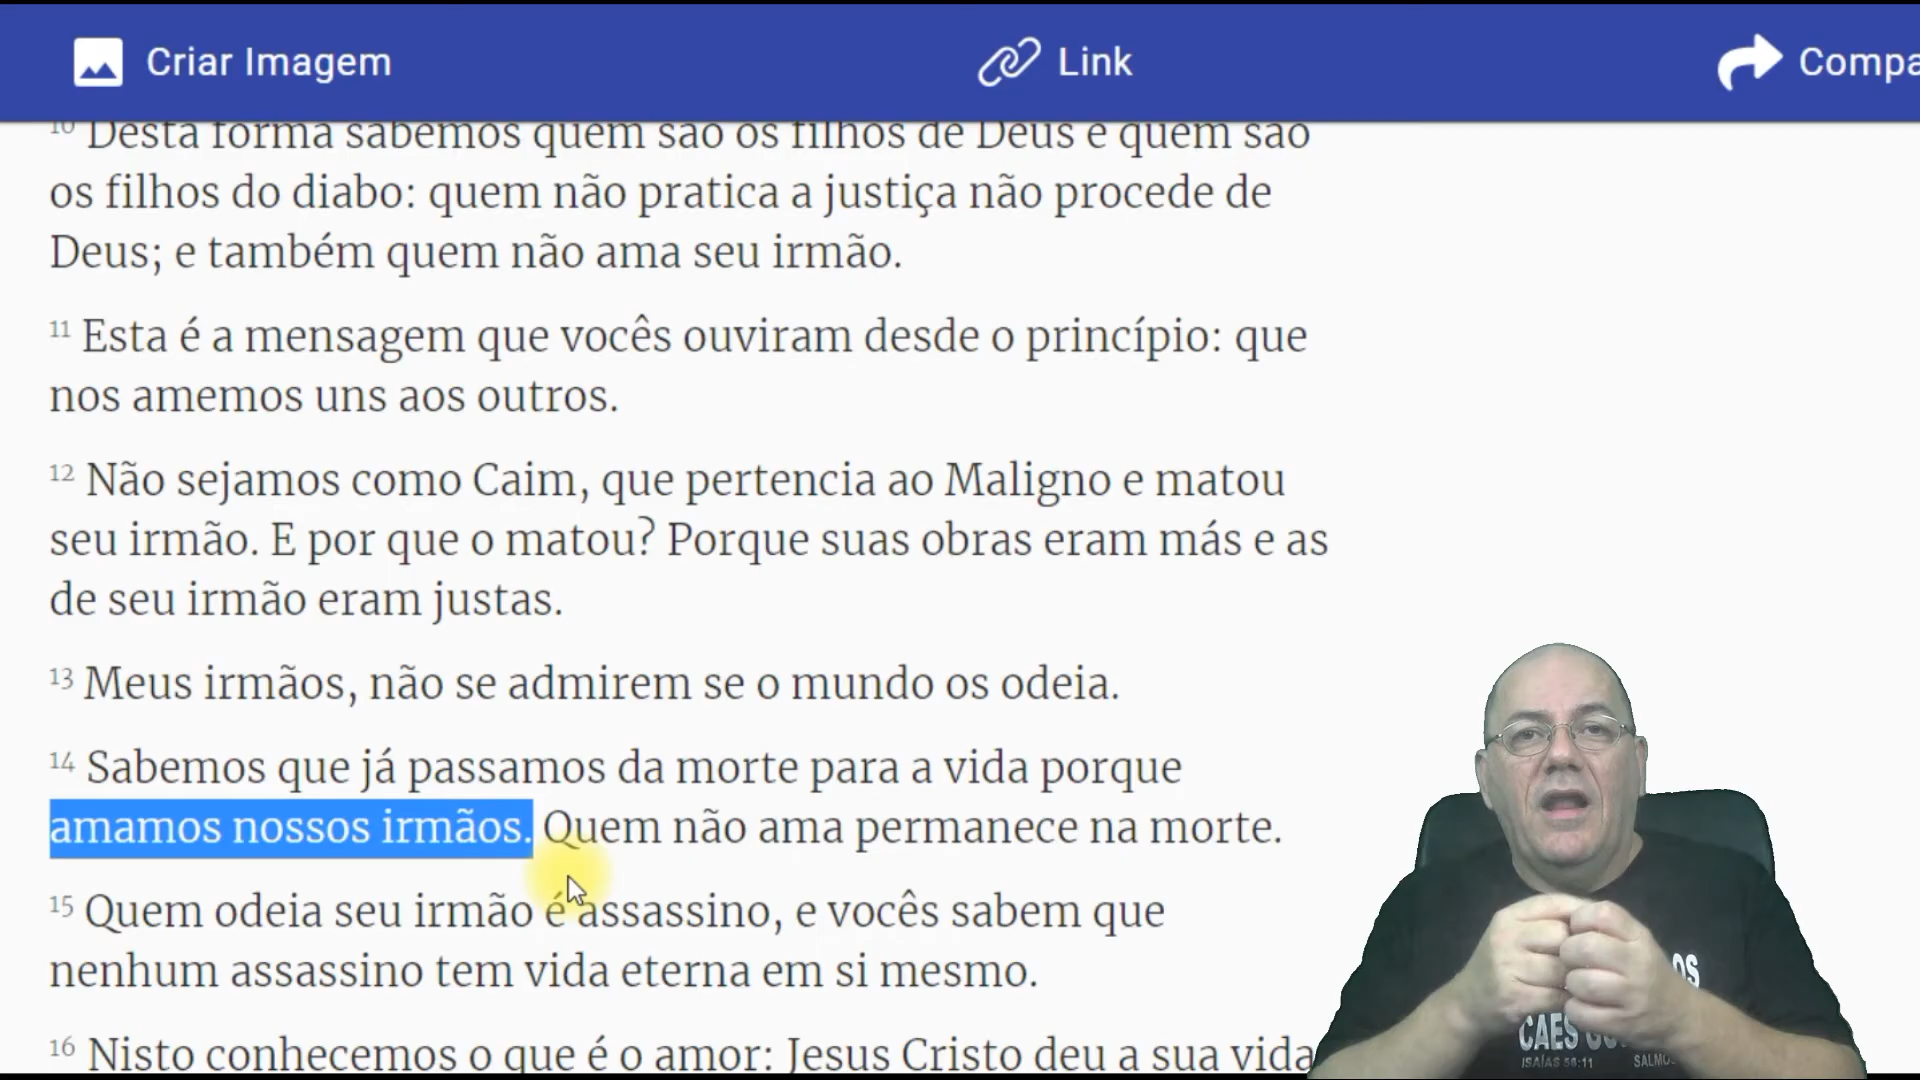 Criar Imagem
Link
10 Desta forma sabemos quem são os filhos de Deus e quem são
os filhos do diabo: quem não pratica a justiça não procede de
Deus; e também quem não ama seu irmão.
11 Esta é a mensagem que vocês ouviram desde o princípio: que
nos amemos uns aos outros.
12 Não sejamos como Caim, que pertencia ao Maligno e matou
seu irmão. E por que o matou? Porque suas obras eram más e as
de seu irmão eram justas.
13 Meus irmãos, não se admirem se o mundo os odeia.
14 Sabemos que já passamos da morte para a vida porque
amamos nossos irmãos. Quem não ama permanece na morte.
15 Quem odeia seu irmão é assassino, e vocês sabem que
nenhum assassino tem vida eterna em si mesmo.
16 Nisto conhecemos o que é o amor: Jesus Cristo deu a sua vida
CAES
ISAÍAS 58:11